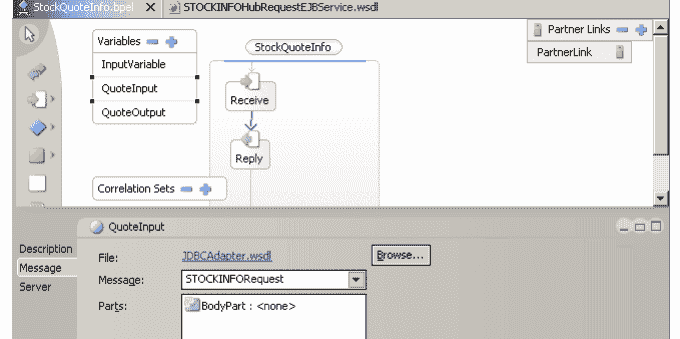 StockQuoteInfo.bpel
STOCKINFOHubRequestEJBService.wsdl
Variables
InputVariable
QuoteInput
QuoteOutput
StockQuoteInfo
Receive
Reply
Partner Links
PartnerLink
Correlation Sets
QuoteInput
Description
Message
Server
File:
JDBCAdapter.wsdl
Browse...
Message:
STOCKINFORequest
Parts:
BodyPart : <none>